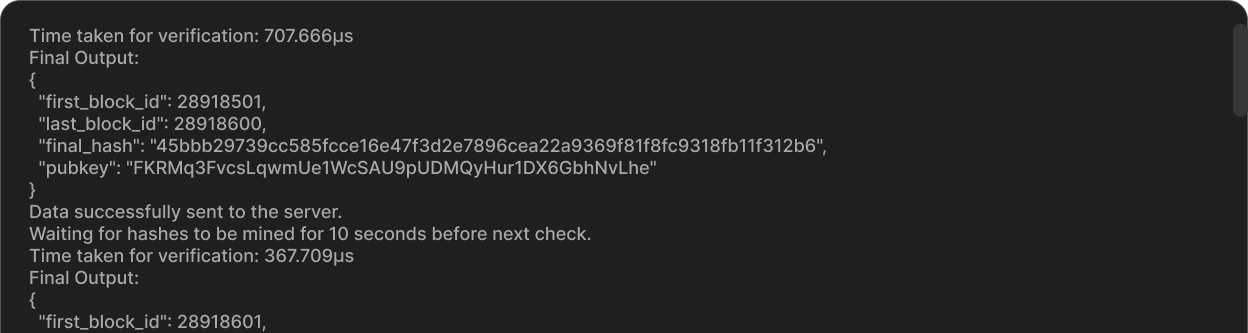 Time taken for verification: 707.666µs
Final Output:
{
  "first_block_id": 28918501,
  "last_block_id": 28918600,
  "final_hash": "45bbb29739cc585fcce16e47f3d2e7896cea22a9369f81f8fc9318fb11f312b6",
  "pubkey": "FKRMq3FvcsLqwmUe1WcSAU9pUDMQyHur1DX6GbhNvLhe"
}
Data successfully sent to the server.
Waiting for hashes to be mined for 10 seconds before next check.
Time taken for verification: 367.709µs
Final Output:
{
  "first_block_id": 28918601,